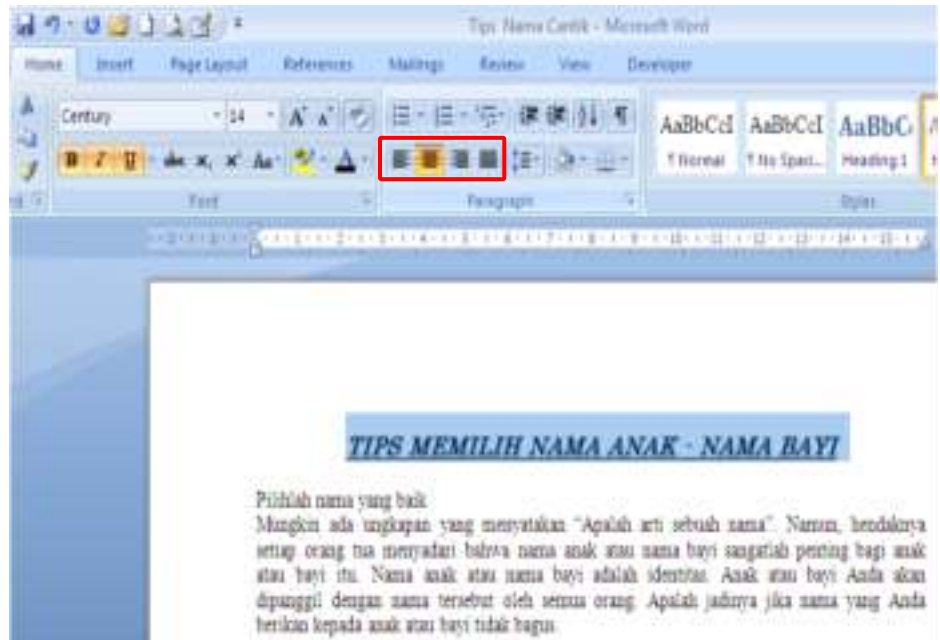 Tips Nama Cantik - Microsoft Word
Home Insert Page Layout References Mailings Review View Developer
Century 14
AaBbCcI AaBbCcI AaBbC
¶ Normal ¶ No Spaci... Heading 1
B I U abc x, x Aa A
Font Paragraph Styles
TIPS MEMILIH NAMA ANAK - NAMA BAYI
Pilihlah nama yang baik
Mungkin ada ungkapan yang menyatakan “Apalah arti sebuah nama”. Namun, hendaknya
setiap orang tua menyadari bahwa nama anak atau nama bayi sangatlah penting bagi anak
atau bayi itu. Nama anak atau nama bayi adalah identitas. Anak atau bayi Anda akan
dipanggil dengan nama tersebut oleh semua orang. Apalah jadinya jika nama yang Anda
berikan kepada anak atau bayi tidak bagus